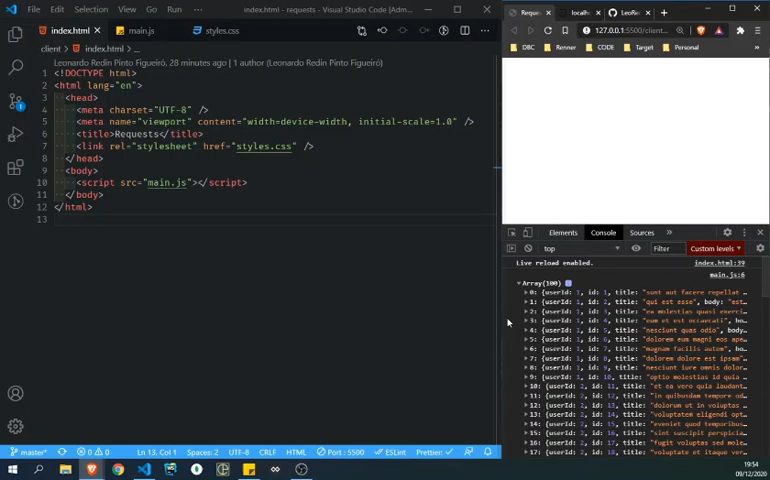 File Edit Selection View Go Run ··· index.html - requests - Visual Studio Code [Adm...
index.html × main.js styles.css
client > index.html > ...
Leonardo Redin Pinto Figueiró, 28 minutes ago | 1 author (Leonardo Redin Pinto Figueiró)
1 <!DOCTYPE html>
2 <html lang="en">
3 <head>
4 <meta charset="UTF-8" />
5 <meta name="viewport" content="width=device-width, initial-scale=1.0" />
6 <title>Requests</title>
7 <link rel="stylesheet" href="styles.css" />
8 </head>
9 <body>
10 <script src="main.js"></script>
11 </body>
12 </html>
13
master* 0 0 Ln 13, Col 1 Spaces: 2 UTF-8 CRLF HTML Port : 5500 ESLint Prettier
Reques × localh × LeoRe ×
127.0.0.1:5500/clien...
DBC Renner CODE Target Personal »
Elements Console Sources »
top Filter Custom levels
Live reload enabled. index.html:39
main.js:6
Array(100)
0: {userId: 1, id: 1, title: "sunt aut facere repellat …
1: {userId: 1, id: 2, title: "qui est esse", body: "est…
2: {userId: 1, id: 3, title: "ea molestias quasi exerci…
3: {userId: 1, id: 4, title: "eum et est occaecati", bo…
4: {userId: 1, id: 5, title: "nesciunt quas odio", body…
5: {userId: 1, id: 6, title: "dolorem eum magni eos ape…
6: {userId: 1, id: 7, title: "magnam facilis autem", bo…
7: {userId: 1, id: 8, title: "dolorem dolore est ipsam"…
8: {userId: 1, id: 9, title: "nesciunt iure omnis dolor…
9: {userId: 1, id: 10, title: "optio molestias id quia …
10: {userId: 2, id: 11, title: "et ea vero quia laudant…
11: {userId: 2, id: 12, title: "in quibusdam tempore od…
12: {userId: 2, id: 13, title: "dolorum ut in voluptas …
13: {userId: 2, id: 14, title: "voluptatem eligendi opt…
14: {userId: 2, id: 15, title: "eveniet quod temporibus…
15: {userId: 2, id: 16, title: "sint suscipit perspicia…
16: {userId: 2, id: 17, title: "fugit voluptas sed mole…
17: {userId: 2, id: 18, title: "voluptate et itaque ver…
19:54
09/12/2020